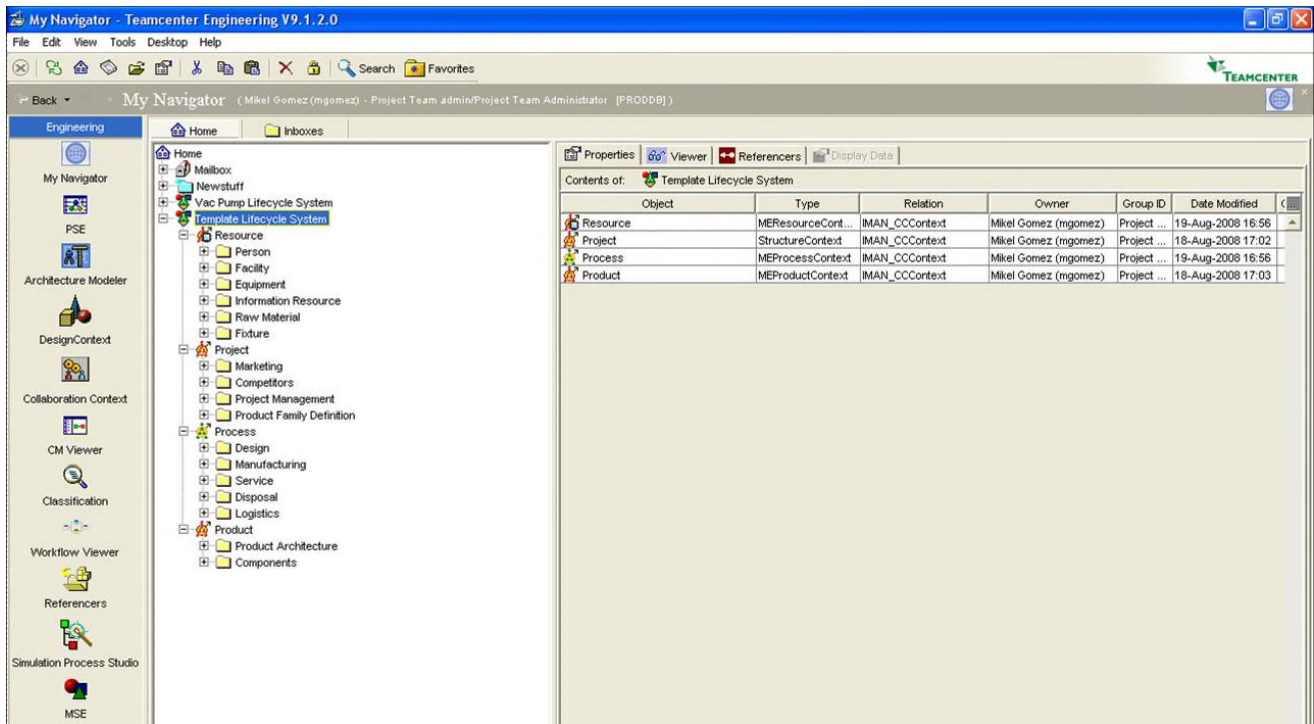 My Navigator - Teamcenter Engineering V9.1.2.0
File Edit View Tools Desktop Help
Search Favorites
TEAMCENTER
Back My Navigator ( Mikel Gomez (mgomez) - Project Team admin/Project Team Administrator [PRODDB] )
Engineering
My Navigator
PSE
Architecture Modeler
DesignContext
Collaboration Context
CM Viewer
Classification
Workflow Viewer
Referencers
Simulation Process Studio
MSE
Home Inboxes
Home
Mailbox
Newstuff
Vac Pump Lifecycle System
Template Lifecycle System
Resource
Person
Facility
Equipment
Information Resource
Raw Material
Fixture
Project
Marketing
Competitors
Project Management
Product Family Definition
Process
Design
Manufacturing
Service
Disposal
Logistics
Product
Product Architecture
Components
Properties Viewer Referencers Display Data
Contents of: Template Lifecycle System
Object Type Relation Owner Group ID Date Modified
Resource MEResourceCont... IMAN_CCContext Mikel Gomez (mgomez) Project ... 19-Aug-2008 16:56
Project StructureContext IMAN_CCContext Mikel Gomez (mgomez) Project ... 18-Aug-2008 17:02
Process MEProcessContext IMAN_CCContext Mikel Gomez (mgomez) Project ... 19-Aug-2008 16:56
Product MEProductContext IMAN_CCContext Mikel Gomez (mgomez) Project ... 18-Aug-2008 17:03